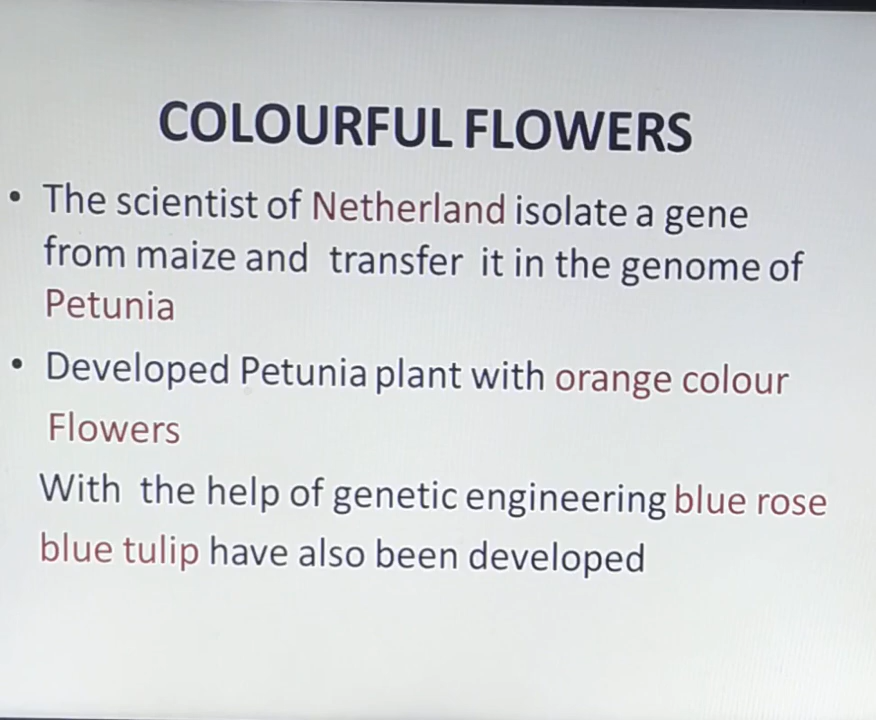 COLOURFUL FLOWERS
• The scientist of Netherland isolate a gene
from maize and transfer it in the genome of
Petunia
• Developed Petunia plant with orange colour
Flowers
With the help of genetic engineering blue rose
blue tulip have also been developed